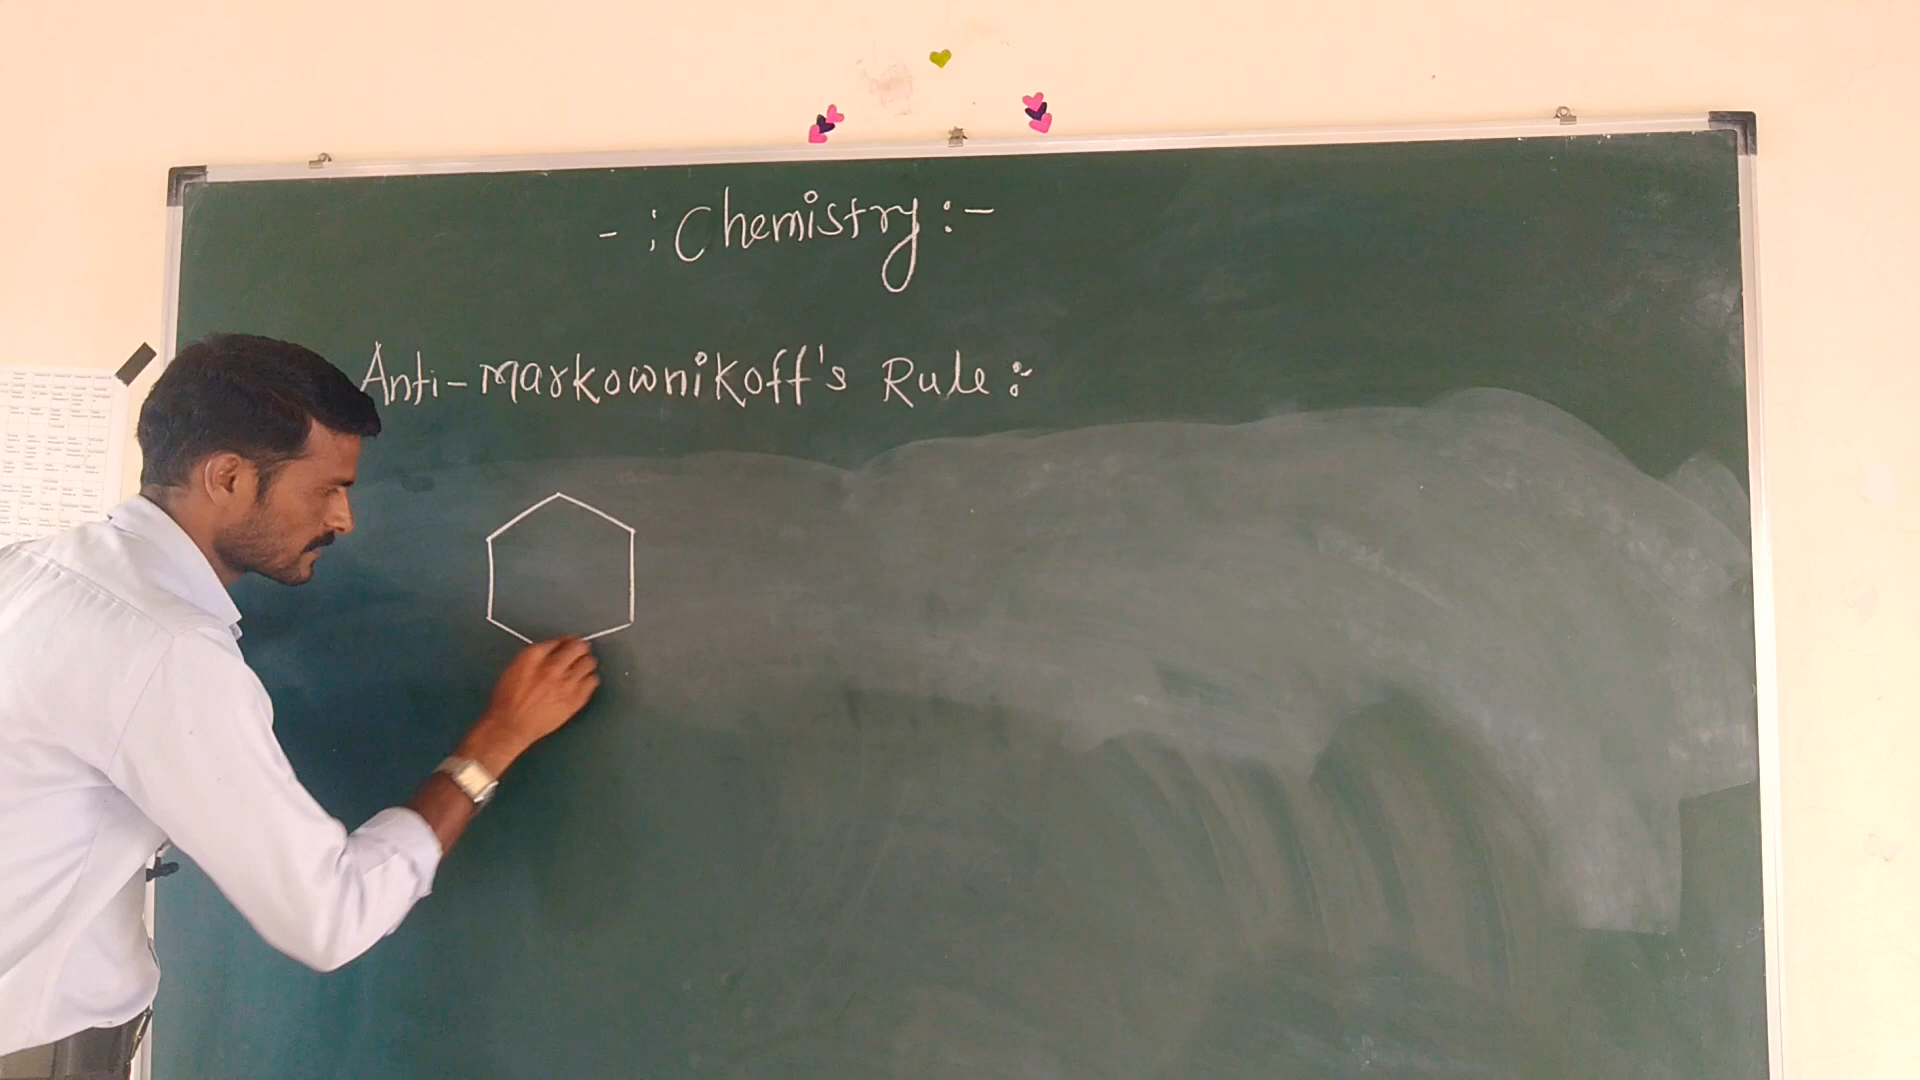 - : Chemistry : -
Anti-Markownikoff's Rule :-